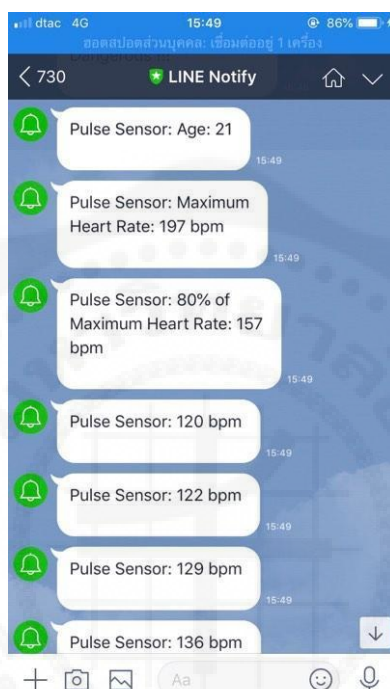 dtac 4G 15:49 86%
ฮอตสปอตส่วนบุคคล: เชื่อมต่ออยู่ 1 เครื่อง
730 LINE Notify
Pulse Sensor: Age: 21
15:49
Pulse Sensor: Maximum
Heart Rate: 197 bpm
15:49
Pulse Sensor: 80% of
Maximum Heart Rate: 157
bpm
15:49
Pulse Sensor: 120 bpm
15:49
Pulse Sensor: 122 bpm
15:49
Pulse Sensor: 129 bpm
15:49
Pulse Sensor: 136 bpm
Aa